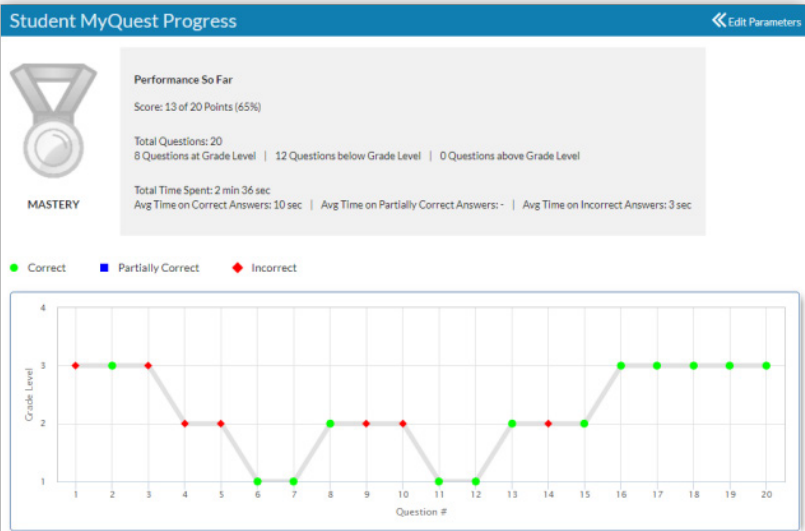 Student MyQuest Progress
Edit Parameters
Performance So Far
Score: 13 of 20 Points (65%)
Total Questions: 20
8 Questions at Grade Level | 12 Questions below Grade Level | 0 Questions above Grade Level
Total Time Spent: 2 min 36 sec
Avg Time on Correct Answers: 10 sec | Avg Time on Partially Correct Answers: - | Avg Time on Incorrect Answers: 3 sec
MASTERY
Correct Partially Correct Incorrect
4
3
2
1
Grade Level
1 2 3 4 5 6 7 8 9 10 11 12 13 14 15 16 17 18 19 20
Question #